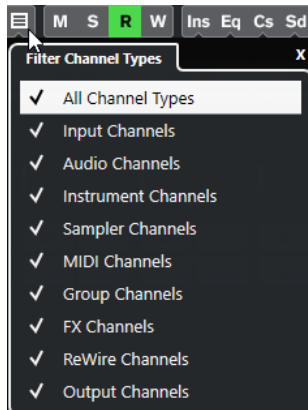 M S R W Ins Eq Cs Sd
Filter Channel Types X
All Channel Types
Input Channels
Audio Channels
Instrument Channels
Sampler Channels
MIDI Channels
Group Channels
FX Channels
ReWire Channels
Output Channels